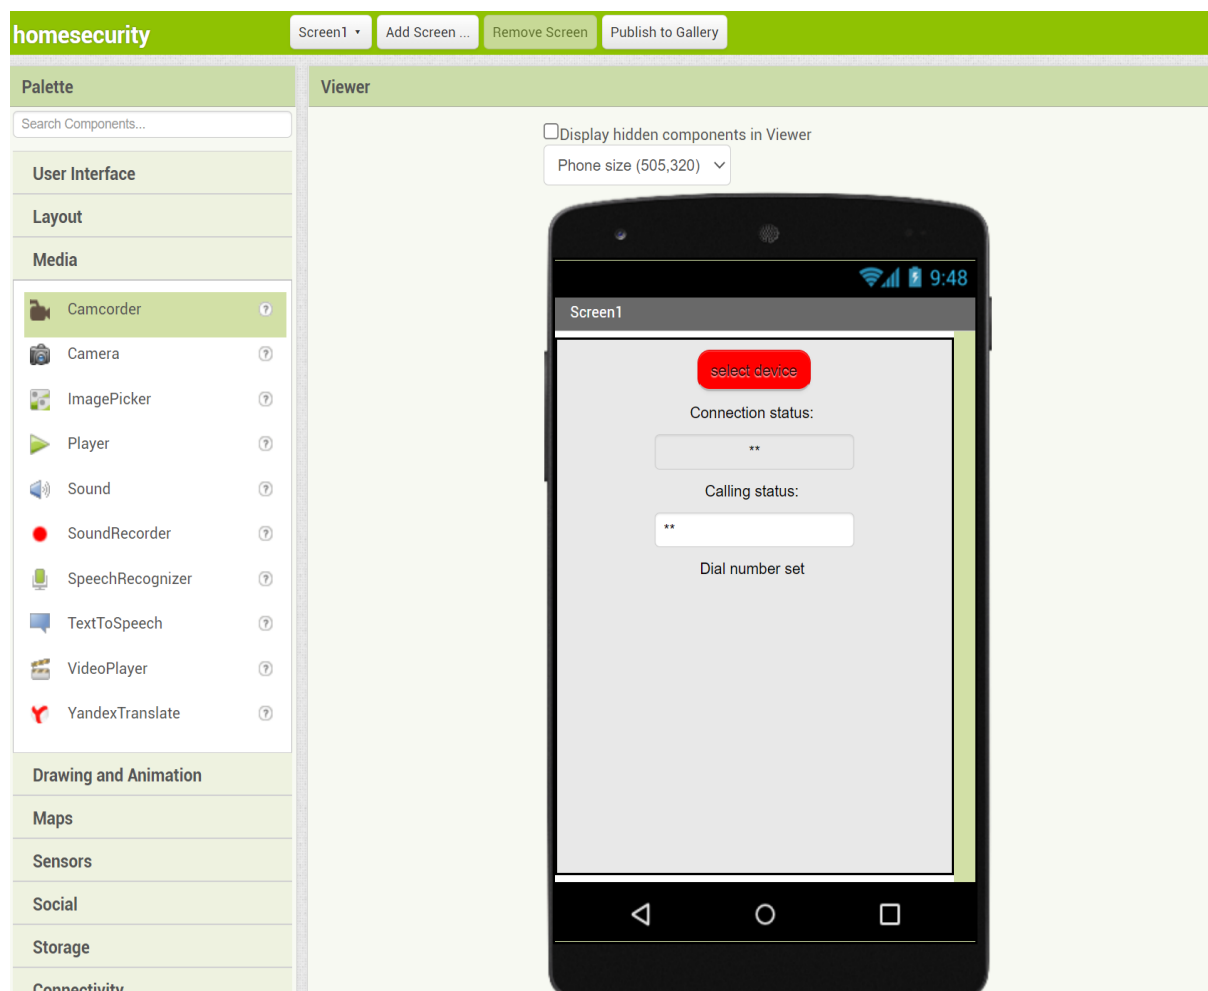 homesecurity
Screen1
Add Screen ...
Remove Screen
Publish to Gallery
Palette
Search Components...
User Interface
Layout
Media
Camcorder
?
Camera
?
ImagePicker
?
Player
?
Sound
?
SoundRecorder
?
SpeechRecognizer
?
TextToSpeech
?
VideoPlayer
?
YandexTranslate
?
Drawing and Animation
Maps
Sensors
Social
Storage
Connectivity
Viewer
Display hidden components in Viewer
Phone size (505,320)
9:48
Screen1
select device
Connection status:
**
Calling status:
**
Dial number set